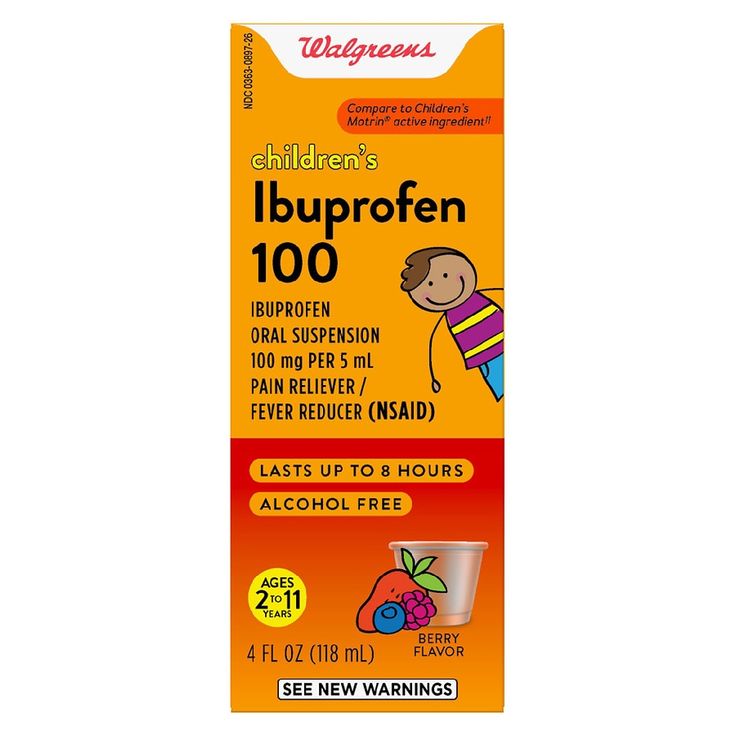 Walgreens
NDC 0363-0897-26
Compare to Children's
Motrin® active ingredient††
children's
Ibuprofen
100
IBUPROFEN
ORAL SUSPENSION
100 mg PER 5 mL
PAIN RELIEVER /
FEVER REDUCER (NSAID)
LASTS UP TO 8 HOURS
ALCOHOL FREE
AGES
2 TO 11
YEARS
BERRY
FLAVOR
4 FL OZ (118 mL)
SEE NEW WARNINGS